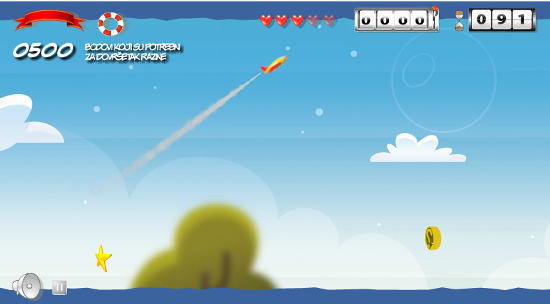 0000
091
0500
BODOVI KOJI SU POTREBNI
ZA DOVRŠETAK RAZINE